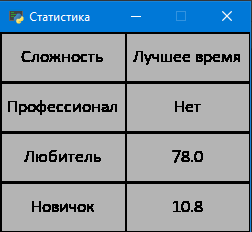 Статистика
Сложность Лучшее время
Профессионал Нет
Любитель 78.0
Новичок 10.8